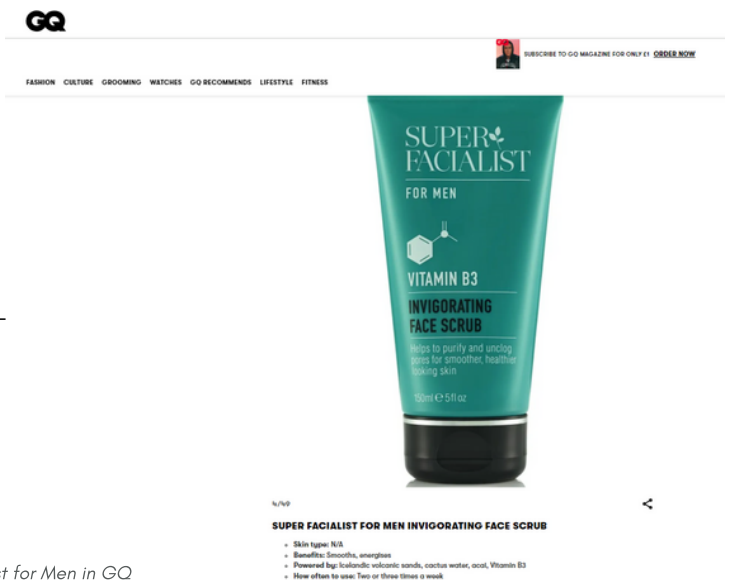 GQ
SUBSCRIBE TO GQ MAGAZINE FOR ONLY £1 ORDER NOW
FASHION CULTURE GROOMING WATCHES GQ RECOMMENDS LIFESTYLE FITNESS
SUPER
FACIALIST
FOR MEN
VITAMIN B3
INVIGORATING
FACE SCRUB
Helps to purify and unclog
pores for smoother, healthier
looking skin
150ml ℮ 5fl oz
4/49
SUPER FACIALIST FOR MEN INVIGORATING FACE SCRUB
Skin type: N/A
Benefits: Smooths, energises
Powered by: Icelandic volcanic sands, cactus water, acai, Vitamin B3
How often to use: Two or three times a week
for Men in GQ